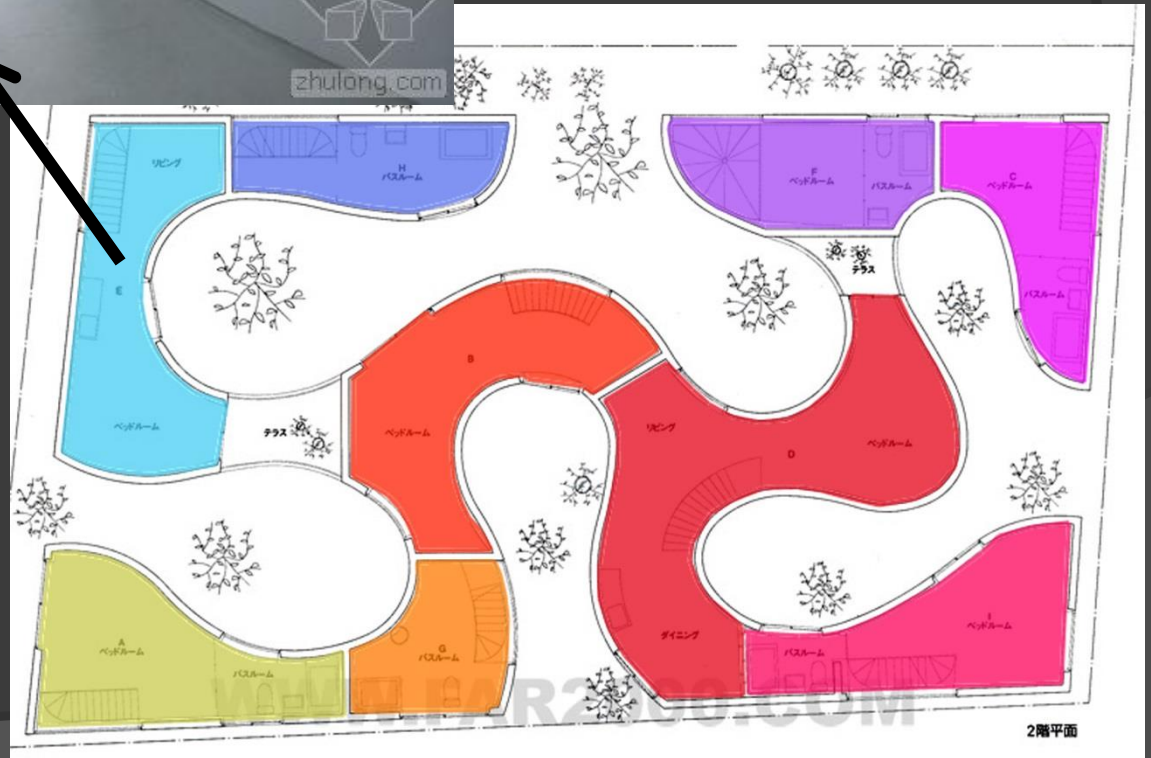 zhulong.com
リビング
H
バスルーム
F
ベッドルーム
バスルーム
C
ベッドルーム
テラス
E
バスルーム
B
ベッドルーム
テラス
ベッドルーム
リビング
D
ベッドルーム
A
ベッドルーム
バスルーム
G
バスルーム
ダイニング
バスルーム
I
ベッドルーム
WWW.FAR2000.COM
2階平面